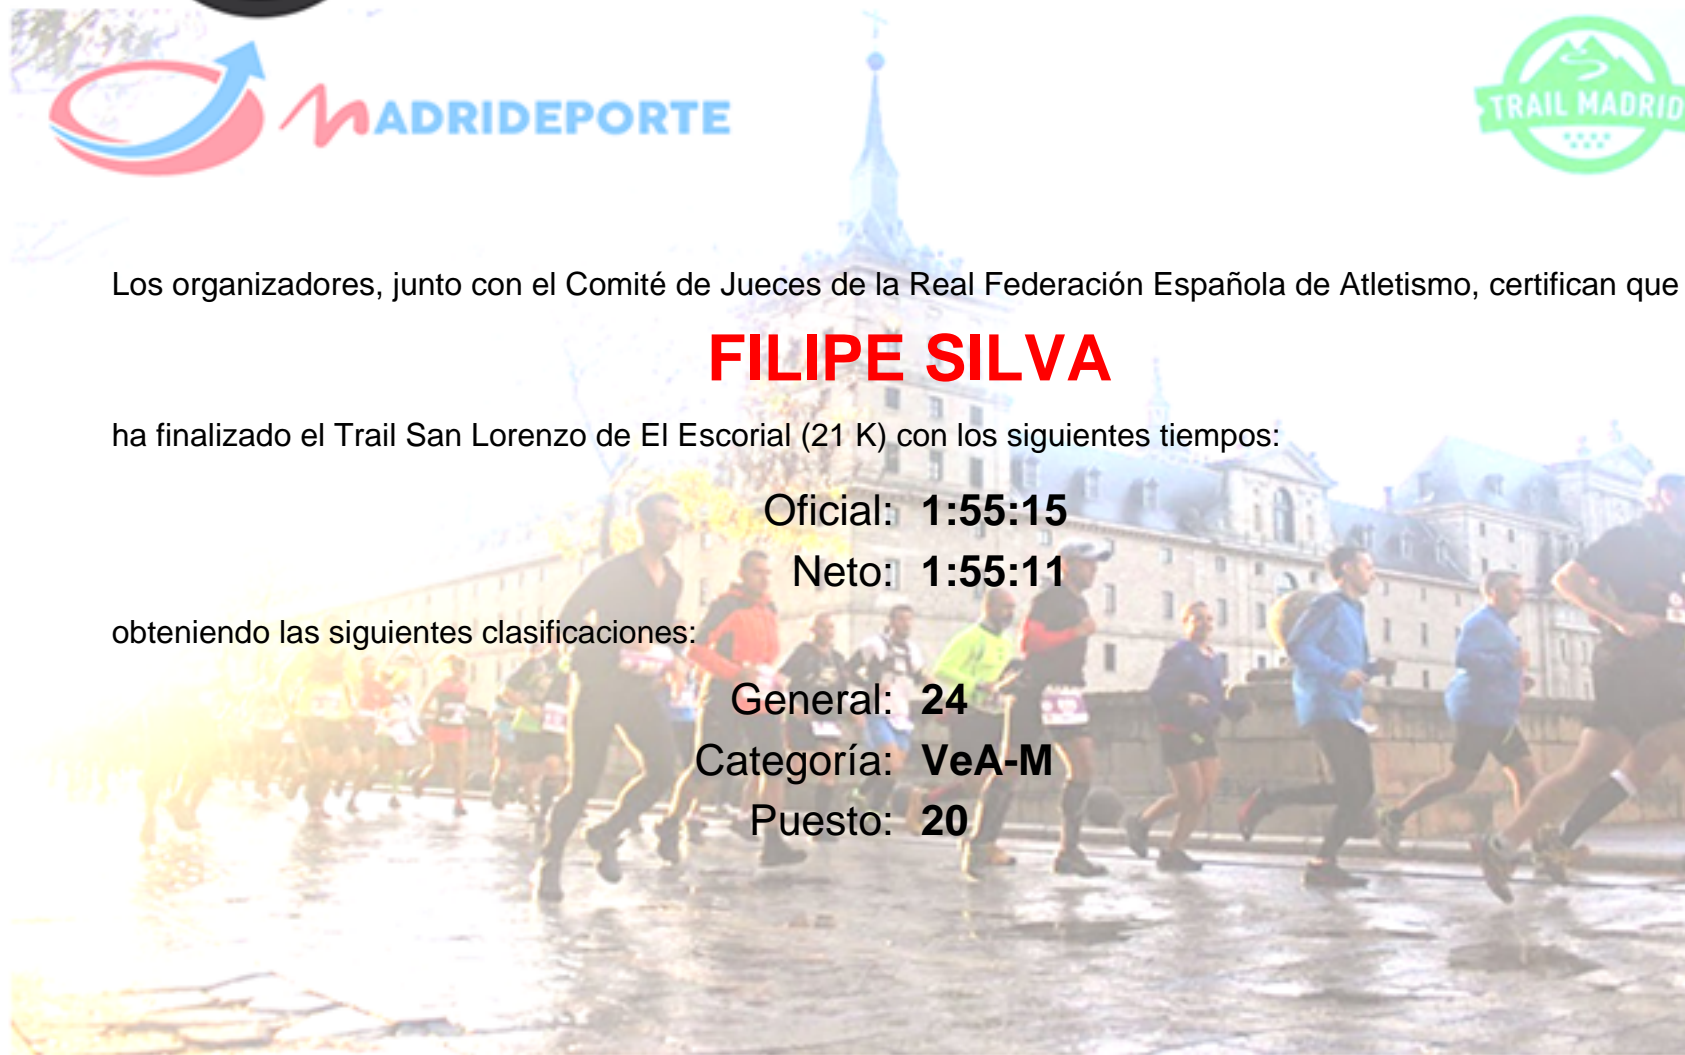 MADRIDEPORTE
TRAIL MADRID
Los organizadores, junto con el Comité de Jueces de la Real Federación Española de Atletismo, certifican que
FILIPE SILVA
ha finalizado el Trail San Lorenzo de El Escorial (21 K) con los siguientes tiempos:
Oficial: 1:55:15
Neto: 1:55:11
obteniendo las siguientes clasificaciones:
General: 24
Categoría: VeA-M
Puesto: 20